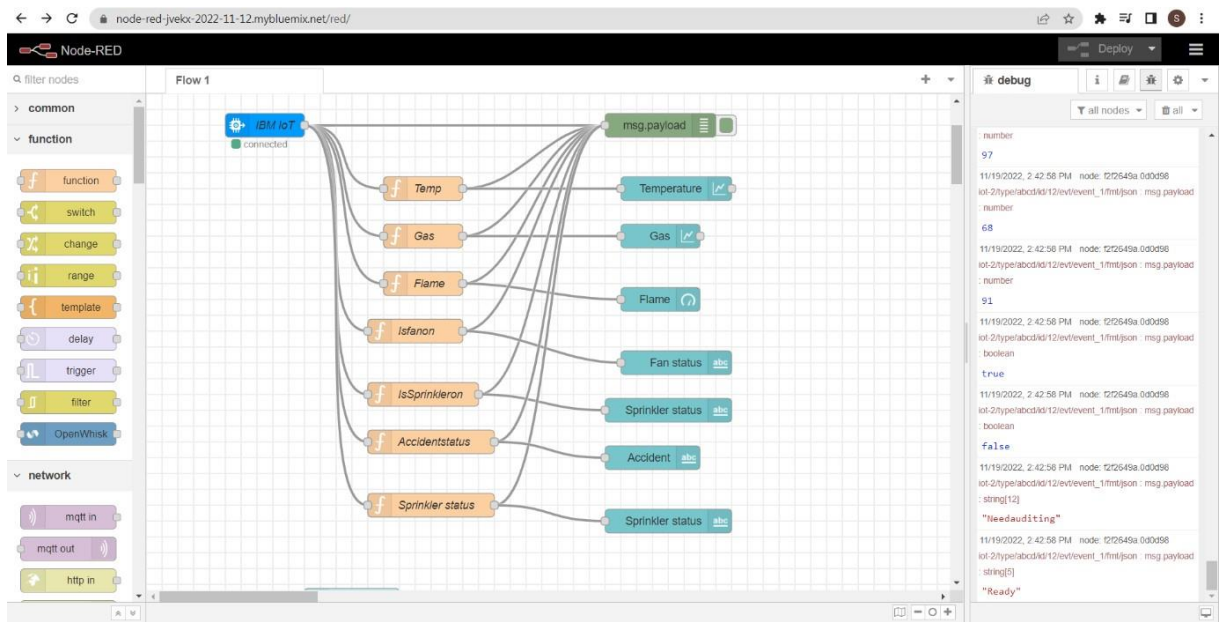 node-red-jvekx-2022-11-12.mybluemix.net/red/
S
Node-RED
Deploy
filter nodes
common
function
function
switch
change
range
template
delay
trigger
filter
OpenWhisk
network
mqtt in
mqtt out
http in
Flow 1
IBM IoT
connected
msg.payload
Temp
Temperature
Gas
Gas
Flame
Flame
Isfanon
Fan status
abc
IsSprinkleron
Sprinkler status
abc
Accidentstatus
Accident
abc
Sprinkler status
Sprinkler status
abc
debug
i
all nodes
all
: number
97
11/19/2022, 2:42:58 PM node: f2f2649a.0d0d98
iot-2/type/abcd/id/12/evt/event_1/fmt/json : msg.payload
: number
68
11/19/2022, 2:42:58 PM node: f2f2649a.0d0d98
iot-2/type/abcd/id/12/evt/event_1/fmt/json : msg.payload
: number
91
11/19/2022, 2:42:58 PM node: f2f2649a.0d0d98
iot-2/type/abcd/id/12/evt/event_1/fmt/json : msg.payload
: boolean
true
11/19/2022, 2:42:58 PM node: f2f2649a.0d0d98
iot-2/type/abcd/id/12/evt/event_1/fmt/json : msg.payload
: boolean
false
11/19/2022, 2:42:58 PM node: f2f2649a.0d0d98
iot-2/type/abcd/id/12/evt/event_1/fmt/json : msg.payload
: string[12]
"Needauditing"
11/19/2022, 2:42:58 PM node: f2f2649a.0d0d98
iot-2/type/abcd/id/12/evt/event_1/fmt/json : msg.payload
: string[5]
"Ready"